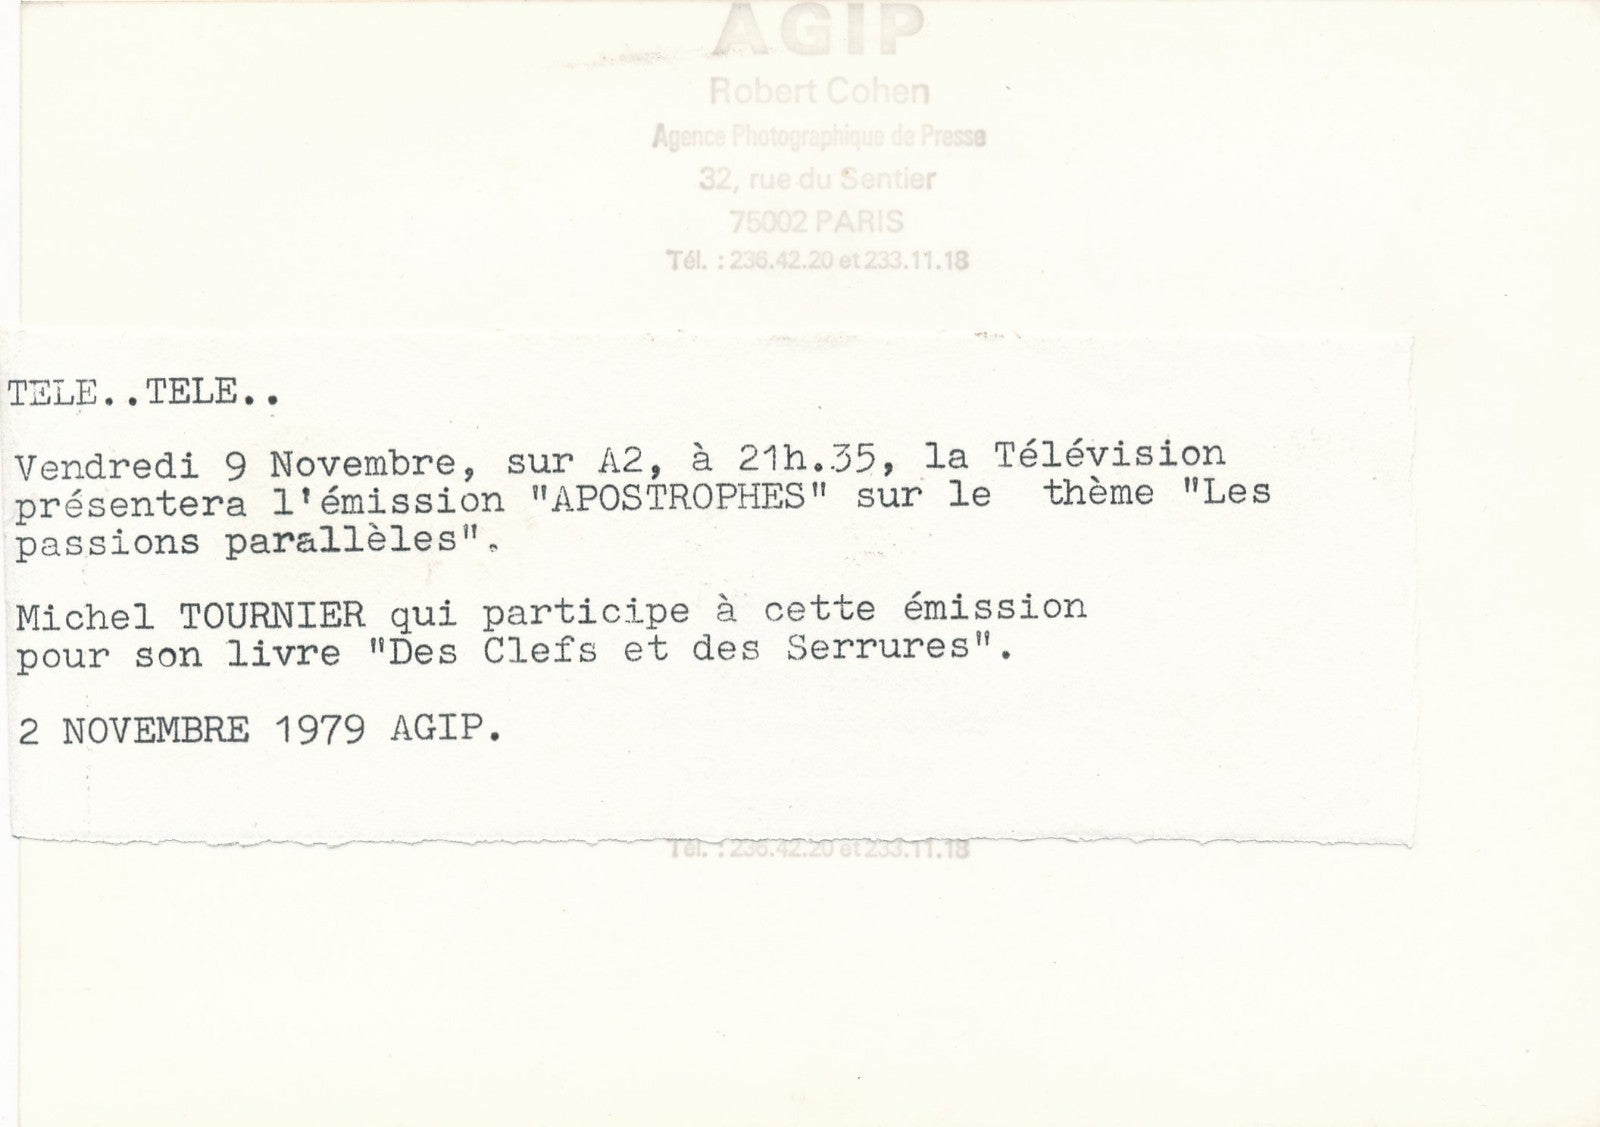 AGIP
Robert Cohen
Agence Photographique de Presse
32, rue du Sentier
75002 PARIS
Tél. : 236.42.20 et 233.11.18
TELE..TELE..
Vendredi 9 Novembre, sur A2, à 21h.35, la Télévision
présentera l'émission "APOSTROPHES" sur le thème "Les
passions parallèles".
Michel TOURNIER qui participe à cette émission
pour son livre "Des Clefs et des Serrures".
2 NOVEMBRE 1979 AGIP.
Tél. : 236.42.20 et 233.11.18